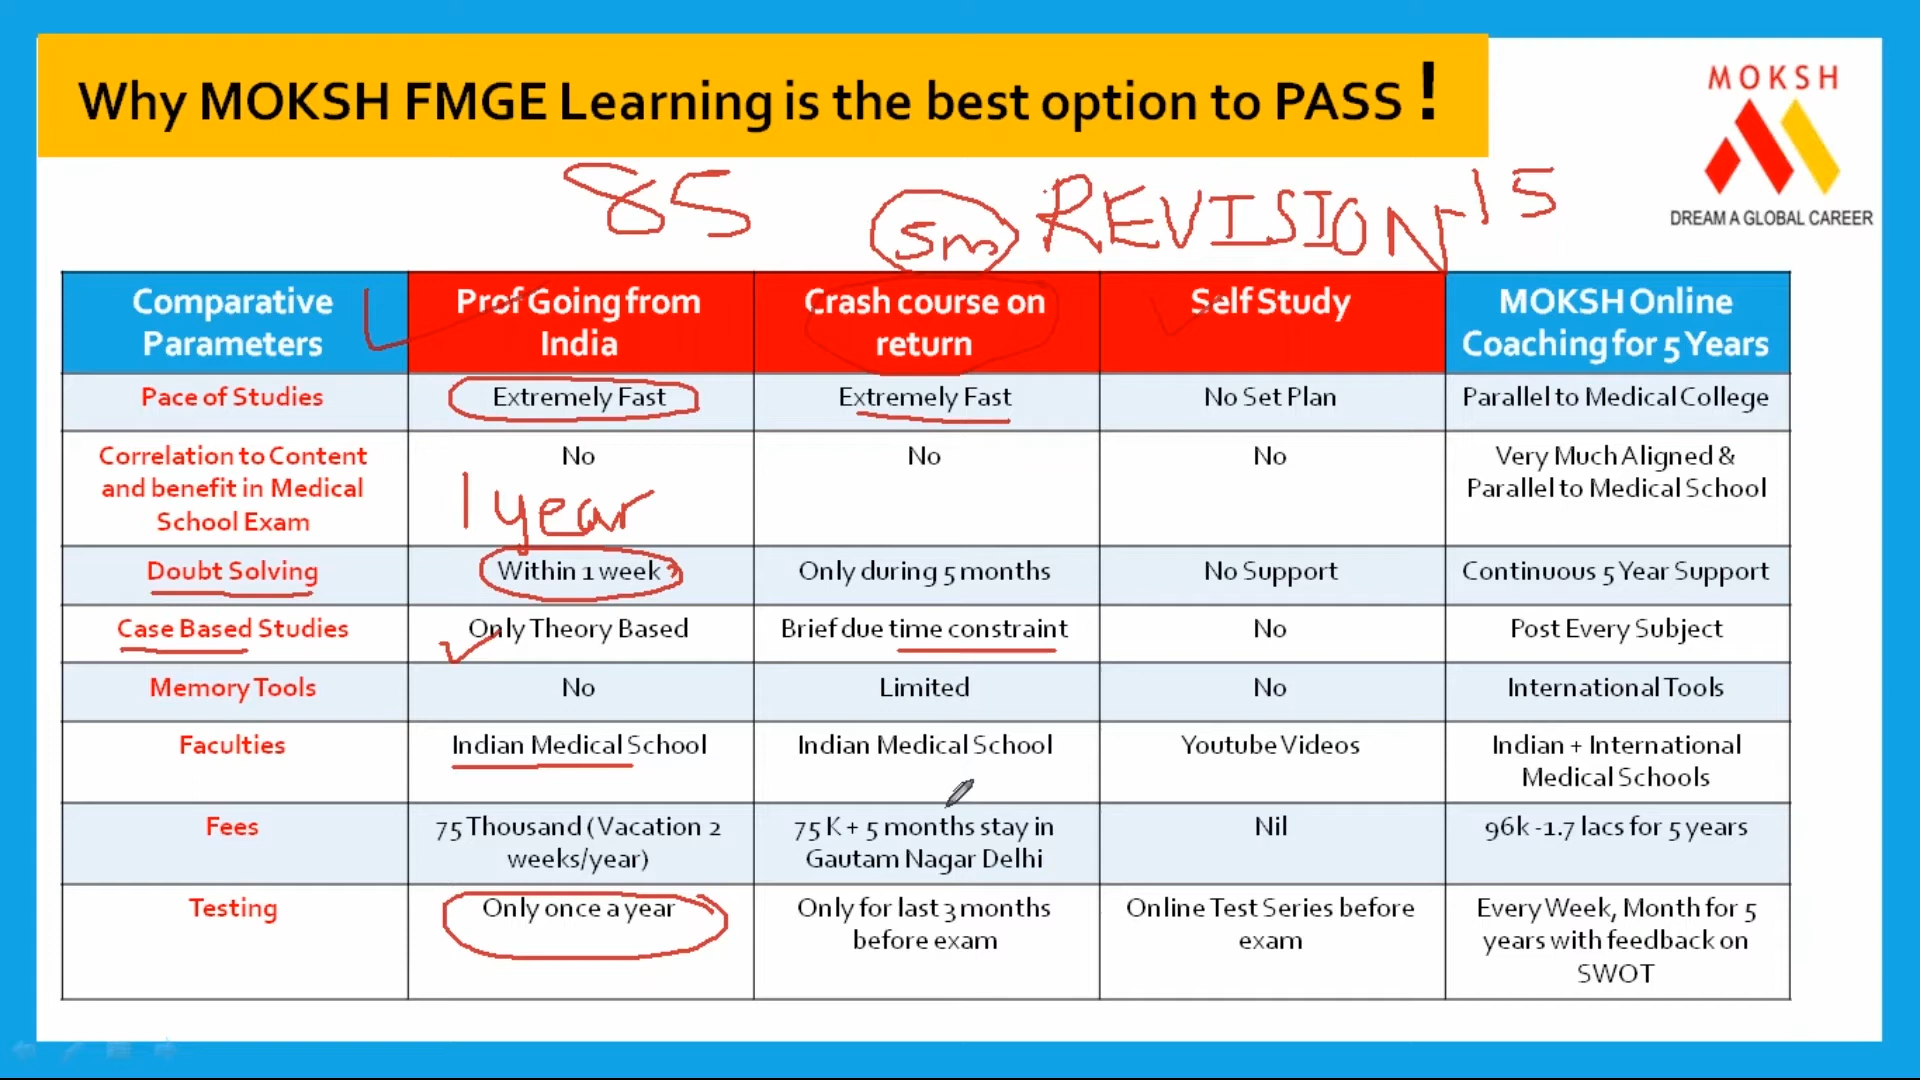 Why MOKSH FMGE Learning is the best option to PASS !
MOKSH
DREAM A GLOBAL CAREER
85
5m
REVISION
15
Comparative
Parameters
Prof Going from
India
Crash course on
return
Self Study
MOKSH Online
Coaching for 5 Years
Pace of Studies
Extremely Fast
Extremely Fast
No Set Plan
Parallel to Medical College
Correlation to Content
and benefit in Medical
School Exam
No
1 year
No
No
Very Much Aligned &
Parallel to Medical School
Doubt Solving
Within 1 week
Only during 5 months
No Support
Continuous 5 Year Support
Case Based Studies
Only Theory Based
Brief due time constraint
No
Post Every Subject
Memory Tools
No
Limited
No
International Tools
Faculties
Indian Medical School
Indian Medical School
Youtube Videos
Indian + International
Medical Schools
Fees
75 Thousand (Vacation 2
weeks/year)
75 K + 5 months stay in
Gautam Nagar Delhi
Nil
96k -1.7 lacs for 5 years
Testing
Only once a year
Only for last 3 months
before exam
Online Test Series before
exam
Every Week, Month for 5
years with feedback on
SWOT